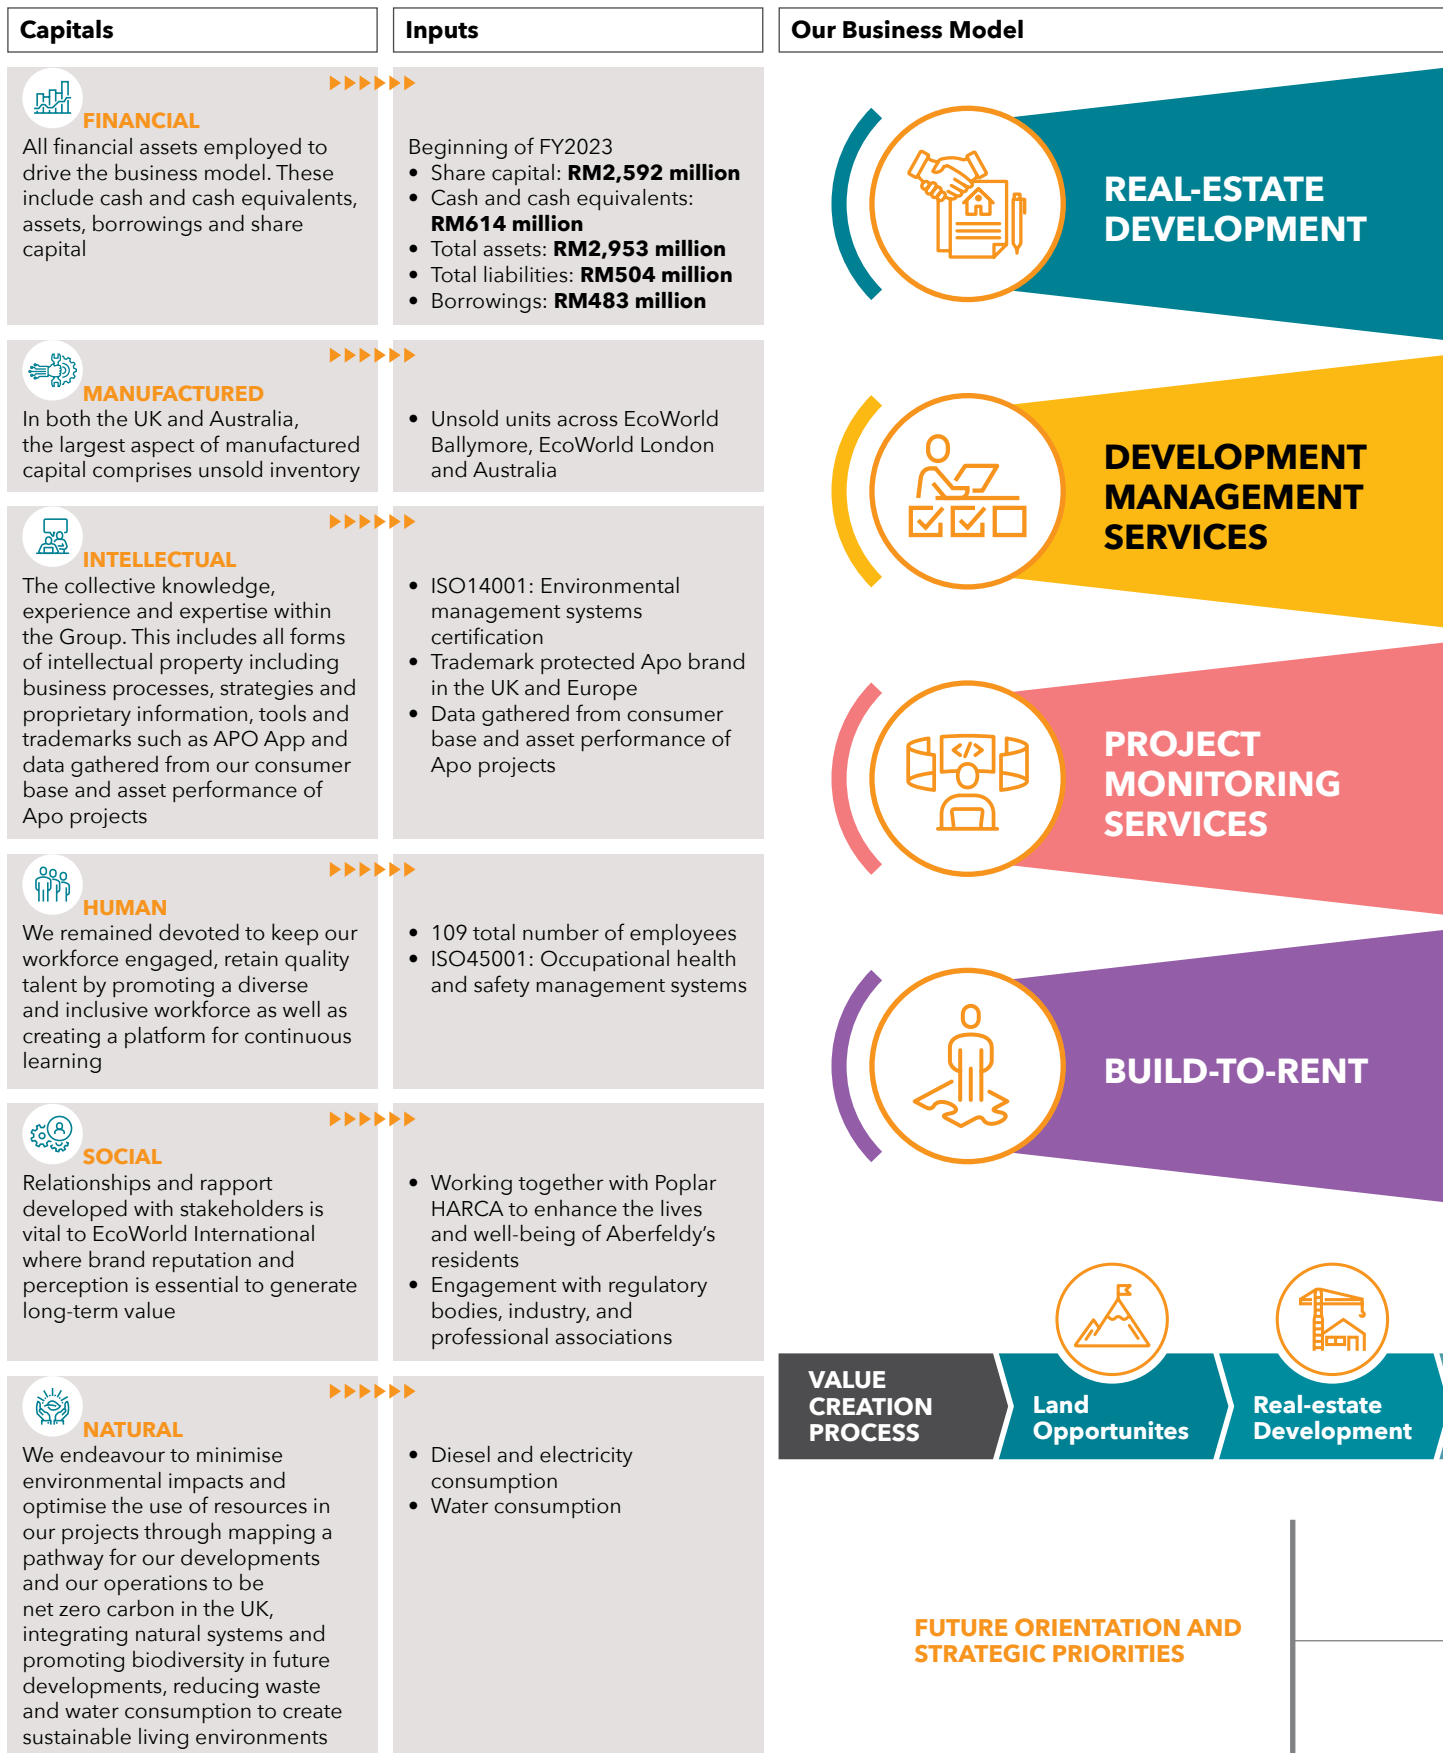 Capitals
Inputs
Our Business Model
FINANCIAL
All financial assets employed to
drive the business model. These
include cash and cash equivalents,
assets, borrowings and share
capital
Beginning of FY2023
• Share capital: RM2,592 million
• Cash and cash equivalents:
RM614 million
• Total assets: RM2,953 million
• Total liabilities: RM504 million
• Borrowings: RM483 million
MANUFACTURED
In both the UK and Australia,
the largest aspect of manufactured
capital comprises unsold inventory
• Unsold units across EcoWorld
Ballymore, EcoWorld London
and Australia
INTELLECTUAL
The collective knowledge,
experience and expertise within
the Group. This includes all forms
of intellectual property including
business processes, strategies and
proprietary information, tools and
trademarks such as APO App and
data gathered from our consumer
base and asset performance of
Apo projects
• ISO14001: Environmental
management systems
certification
• Trademark protected Apo brand
in the UK and Europe
• Data gathered from consumer
base and asset performance of
Apo projects
HUMAN
We remained devoted to keep our
workforce engaged, retain quality
talent by promoting a diverse
and inclusive workforce as well as
creating a platform for continuous
learning
• 109 total number of employees
• ISO45001: Occupational health
and safety management systems
SOCIAL
Relationships and rapport
developed with stakeholders is
vital to EcoWorld International
where brand reputation and
perception is essential to generate
long-term value
• Working together with Poplar
HARCA to enhance the lives
and well-being of Aberfeldy's
residents
• Engagement with regulatory
bodies, industry, and
professional associations
NATURAL
We endeavour to minimise
environmental impacts and
optimise the use of resources in
our projects through mapping a
pathway for our developments
and our operations to be
net zero carbon in the UK,
integrating natural systems and
promoting biodiversity in future
developments, reducing waste
and water consumption to create
sustainable living environments
• Diesel and electricity
consumption
• Water consumption
REAL-ESTATE
DEVELOPMENT
DEVELOPMENT
MANAGEMENT
SERVICES
</>
PROJECT
MONITORING
SERVICES
BUILD-TO-RENT
VALUE
CREATION
PROCESS
Land
Opportunites
Real-estate
Development
FUTURE ORIENTATION AND
STRATEGIC PRIORITIES